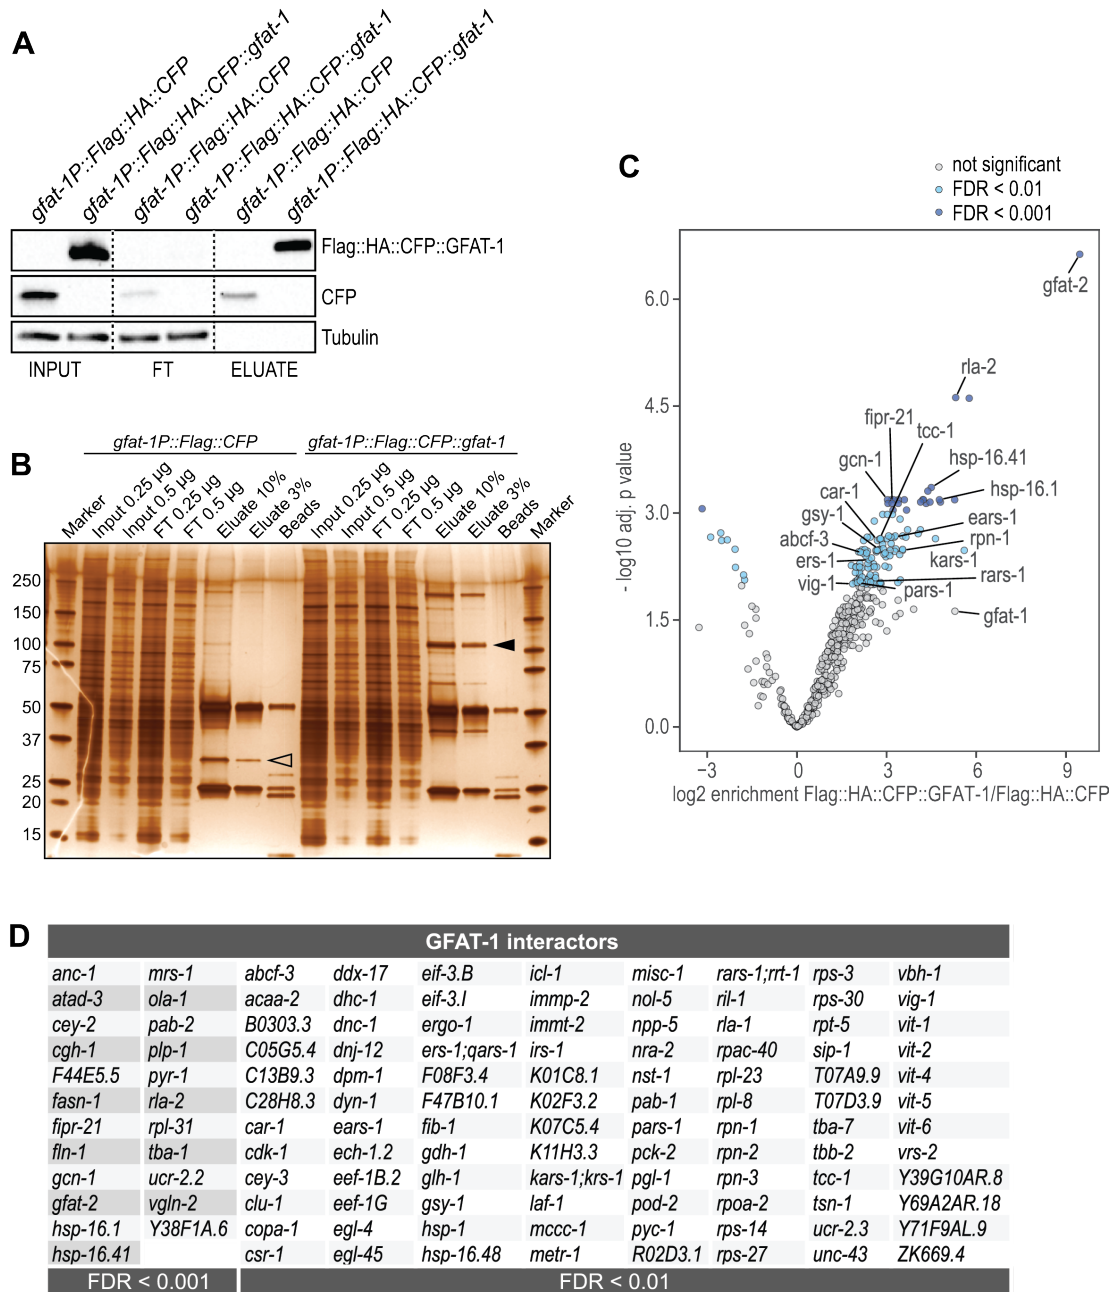 A
gfat-1P::Flag::HA::CFP
gfat-1P::Flag::HA::CFP::gfat-1
gfat-1P::Flag::HA::CFP
gfat-1P::Flag::HA::CFP::gfat-1
gfat-1P::Flag::HA::CFP
gfat-1P::Flag::HA::CFP::gfat-1
Flag::HA::CFP::GFAT-1
CFP
Tubulin
INPUT FT ELUATE
B
gfat-1P::Flag::CFP gfat-1P::Flag::CFP::gfat-1
Marker
Input 0.25 µg
Input 0.5 µg
FT 0.25 µg
FT 0.5 µg
Eluate 10%
Eluate 3%
Beads
Input 0.25 µg
Input 0.5 µg
FT 0.25 µg
FT 0.5 µg
Eluate 10%
Eluate 3%
Beads
Marker
250
150
100
75
50
37
25
20
15
C
not significant
FDR < 0.01
FDR < 0.001
gfat-2
rla-2
fipr-21
tcc-1
gcn-1
hsp-16.41
car-1
hsp-16.1
gsy-1
ears-1
abcf-3
rpn-1
ers-1
kars-1
vig-1
rars-1
pars-1
gfat-1
- log10 adj. p value
6.0
4.5
3.0
1.5
0.0
−3 0 3 6 9
log2 enrichment Flag::HA::CFP::GFAT-1/Flag::HA::CFP
D
GFAT-1 interactors
anc-1 mrs-1 abcf-3 ddx-17 eif-3.B icl-1 misc-1 rars-1;rrt-1 rps-3 vbh-1
atad-3 ola-1 acaa-2 dhc-1 eif-3.I immp-2 nol-5 ril-1 rps-30 vig-1
cey-2 pab-2 B0303.3 dnc-1 ergo-1 immt-2 npp-5 rla-1 rpt-5 vit-1
cgh-1 plp-1 C05G5.4 dnj-12 ers-1;qars-1 irs-1 nra-2 rpac-40 sip-1 vit-2
F44E5.5 pyr-1 C13B9.3 dpm-1 F08F3.4 K01C8.1 nst-1 rpl-23 T07A9.9 vit-4
fasn-1 rla-2 C28H8.3 dyn-1 F47B10.1 K02F3.2 pab-1 rpl-8 T07D3.9 vit-5
fipr-21 rpl-31 car-1 ears-1 fib-1 K07C5.4 pars-1 rpn-1 tba-7 vit-6
fln-1 tba-1 cdk-1 ech-1.2 gdh-1 K11H3.3 pck-2 rpn-2 tbb-2 vrs-2
gcn-1 ucr-2.2 cey-3 eef-1B.2 glh-1 kars-1;krs-1 pgl-1 rpn-3 tcc-1 Y39G10AR.8
gfat-2 vgln-2 clu-1 eef-1G gsy-1 laf-1 pod-2 rpoa-2 tsn-1 Y69A2AR.18
hsp-16.1 Y38F1A.6 copa-1 egl-4 hsp-1 mccc-1 pyc-1 rps-14 ucr-2.3 Y71F9AL.9
hsp-16.41 csr-1 egl-45 hsp-16.48 metr-1 R02D3.1 rps-27 unc-43 ZK669.4
FDR < 0.001 FDR < 0.01